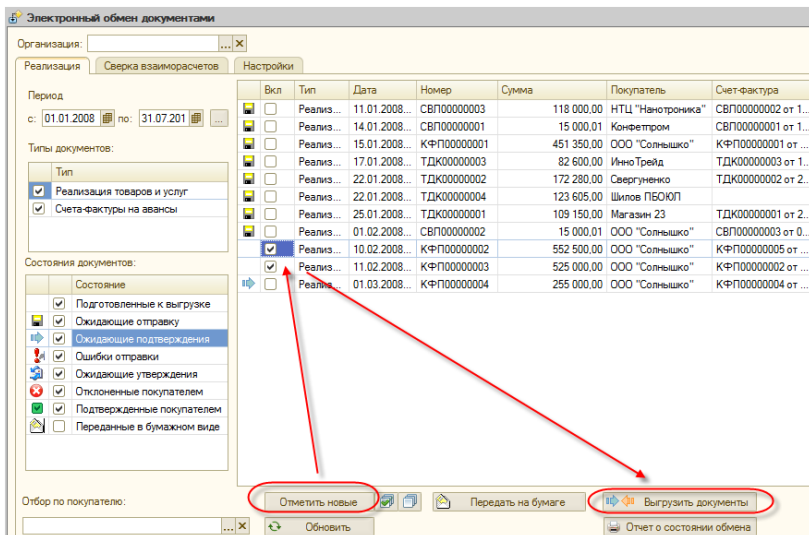 Электронный обмен документами
Организация: ...
Реализация Сверка взаиморасчетов Настройки
Период
с: 01.01.2008 по: 31.07.201 ...
Типы документов:
Тип
Реализация товаров и услуг
Счета-фактуры на авансы
Состояния документов:
Состояние
Подготовленные к выгрузке
Ожидающие отправку
Ожидающие подтверждения
Ошибки отправки
Ожидающие утверждения
Отклоненные покупателем
Подтвержденные покупателем
Переданные в бумажном виде
Отбор по покупателю:
...
Вкл Тип Дата Номер Сумма Покупатель Счет-фактура
Реализ... 11.01.2008... СВП00000003 118 000,00 НТЦ "Нанотроника" СВП00000002 от 1...
Реализ... 14.01.2008... СВП00000001 15 000,01 Конфетпром СВП00000001 от 1...
Реализ... 15.01.2008... КФП00000001 451 350,00 ООО "Солнышко" КФП00000001 от ...
Реализ... 17.01.2008... ТДК00000003 82 600,00 ИнноТрейд ТДК00000003 от 1...
Реализ... 22.01.2008... ТДК00000002 172 280,00 Свергуненко ТДК00000002 от 2...
Реализ... 22.01.2008... ТДК00000004 123 605,00 Шилов ПБОЮЛ
Реализ... 25.01.2008... ТДК00000001 109 150,00 Магазин 23 ТДК00000001 от 2...
Реализ... 01.02.2008... СВП00000002 15 000,01 ООО "Солнышко" СВП00000003 от 0...
Реализ... 10.02.2008... КФП00000002 552 500,00 ООО "Солнышко" КФП00000005 от ...
Реализ... 11.02.2008... КФП00000003 525 000,00 ООО "Солнышко" КФП00000002 от ...
Реализ... 01.03.2008... КФП00000004 255 000,00 ООО "Солнышко" КФП00000004 от ...
Отметить новые Передать на бумаге Выгрузить документы
Обновить Отчет о состоянии обмена